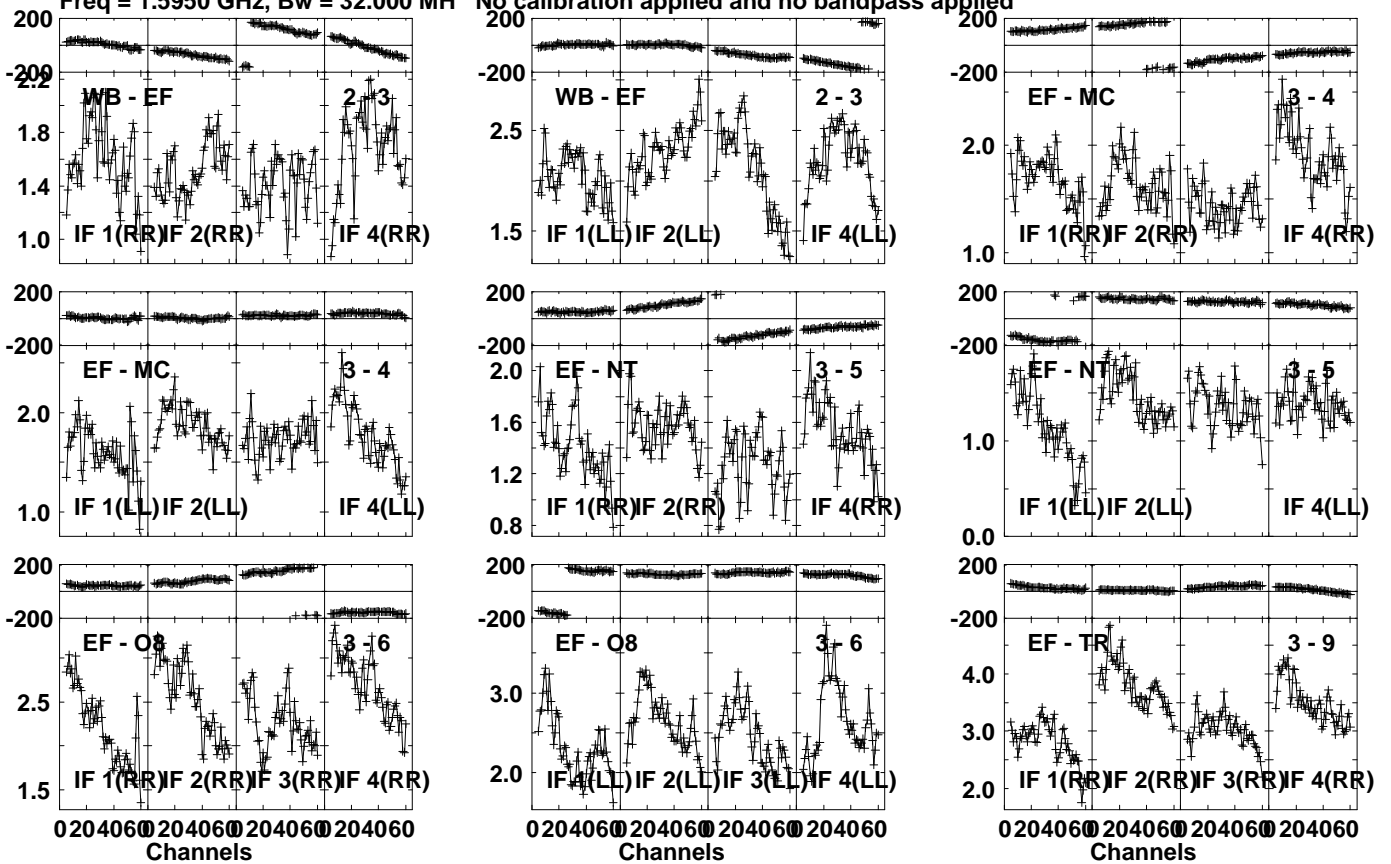 Freq = 1.5950 GHz, Bw = 32.000 MH No calibration applied and no bandpass applied
200
-200
2.2
1.8
1.4
1.0
WB - EF 2 - 3
IF 1(RR) IF 2(RR) IF 4(RR)
2.5
1.5
WB - EF 2 - 3
IF 1(LL) IF 2(LL) IF 4(LL)
200
-200
2.0
1.0
EF - MC 3 - 4
IF 1(RR) IF 2(RR) IF 4(RR)
200
-200
2.0
1.0
EF - MC 3 - 4
IF 1(LL) IF 2(LL) IF 4(LL)
200
-200
2.0
1.6
1.2
0.8
EF - NT 3 - 5
IF 1(RR) IF 2(RR) IF 4(RR)
200
-200
1.0
0.0
EF - NT 3 - 5
IF 1(LL) IF 2(LL) IF 4(LL)
200
-200
2.5
1.5
EF - O8 3 - 6
IF 1(RR) IF 2(RR) IF 3(RR) IF 4(RR)
200
-200
3.0
2.0
EF - O8 3 - 6
IF 1(LL) IF 2(LL) IF 3(LL) IF 4(LL)
200
-200
4.0
3.0
2.0
EF - TR 3 - 9
IF 1(RR) IF 2(RR) IF 3(RR) IF 4(RR)
0 20 40 60 0 20 40 60 0 20 40 60 0 20 40 60
Channels
0 20 40 60 0 20 40 60 0 20 40 60 0 20 40 60
Channels
0 20 40 60 0 20 40 60 0 20 40 60 0 20 40 60
Channels